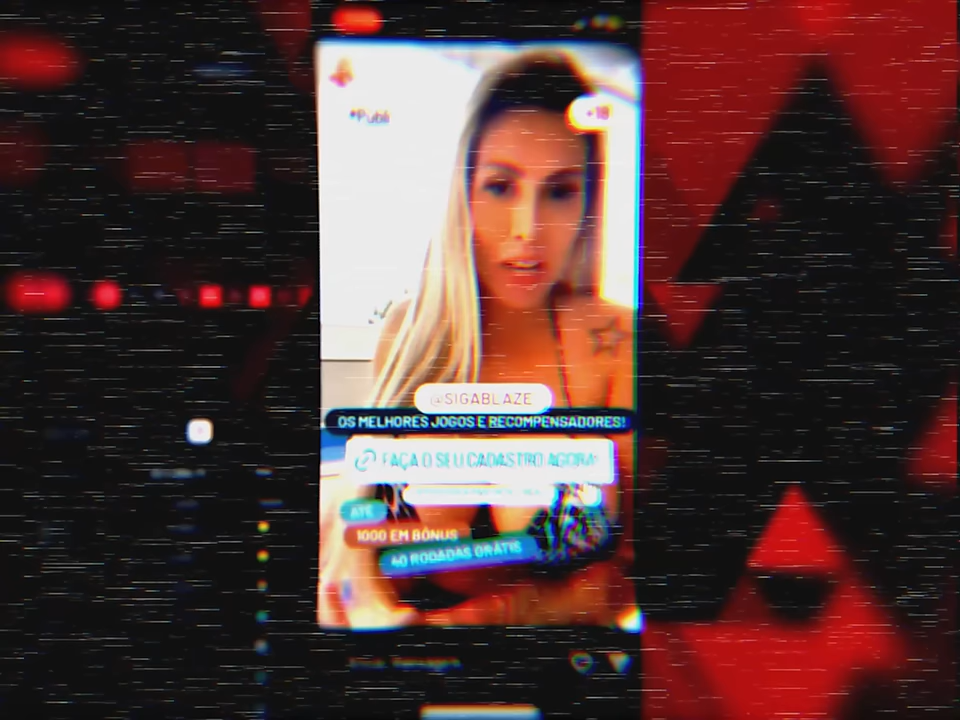 *Publi
+18
@SIGABLAZE
OS MELHORES JOGOS E RECOMPENSADORES!
FAÇA O SEU CADASTRO AGORA
ATÉ
1000 EM BÔNUS
40 RODADAS GRÁTIS